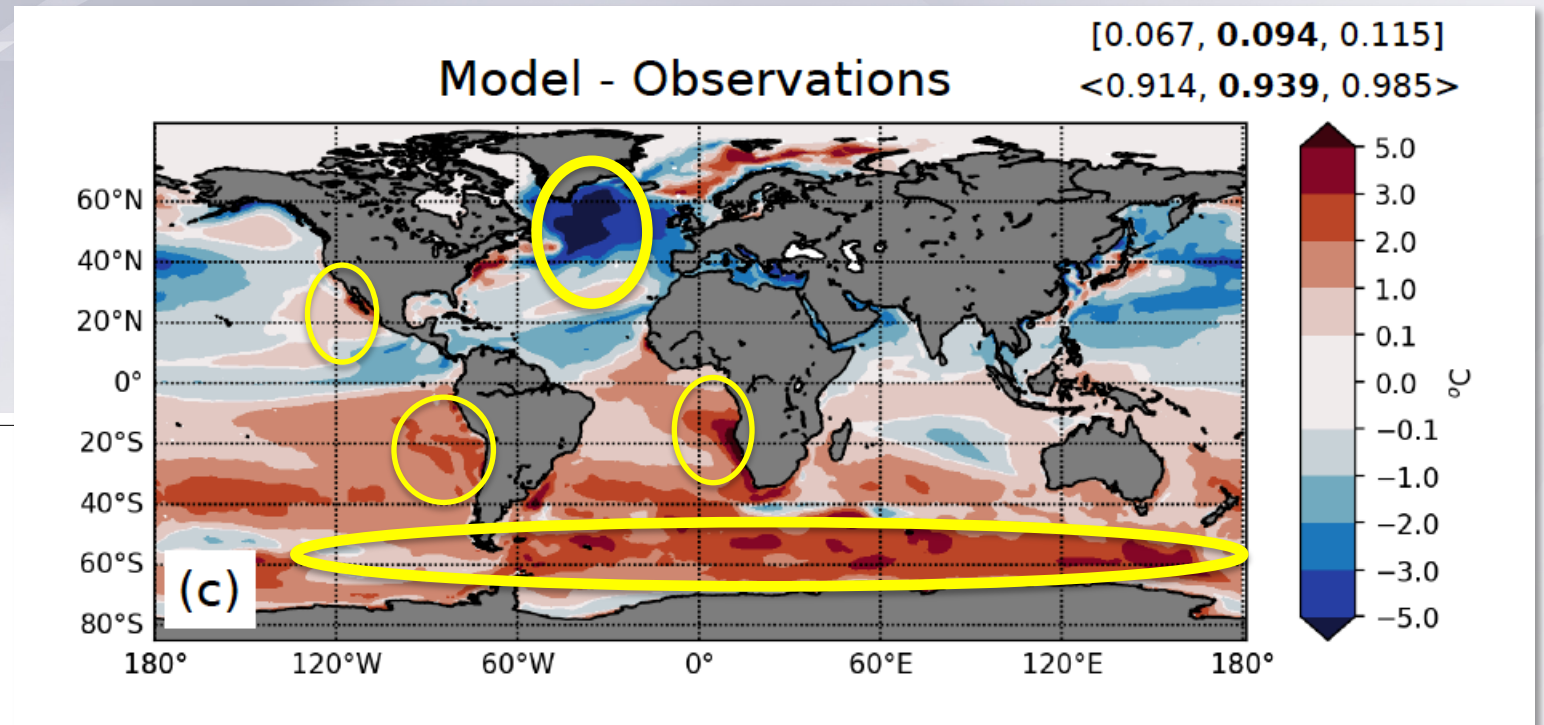 [0.067, 0.094, 0.115]
Model - Observations
<0.914, 0.939, 0.985>
60°N
40°N
20°N
0°
20°S
40°S
60°S
80°S
(c)
180°
120°W
60°W
0°
60°E
120°E
180°
5.0
3.0
2.0
1.0
0.1
0.0
−0.1
−1.0
−2.0
−3.0
−5.0
°C